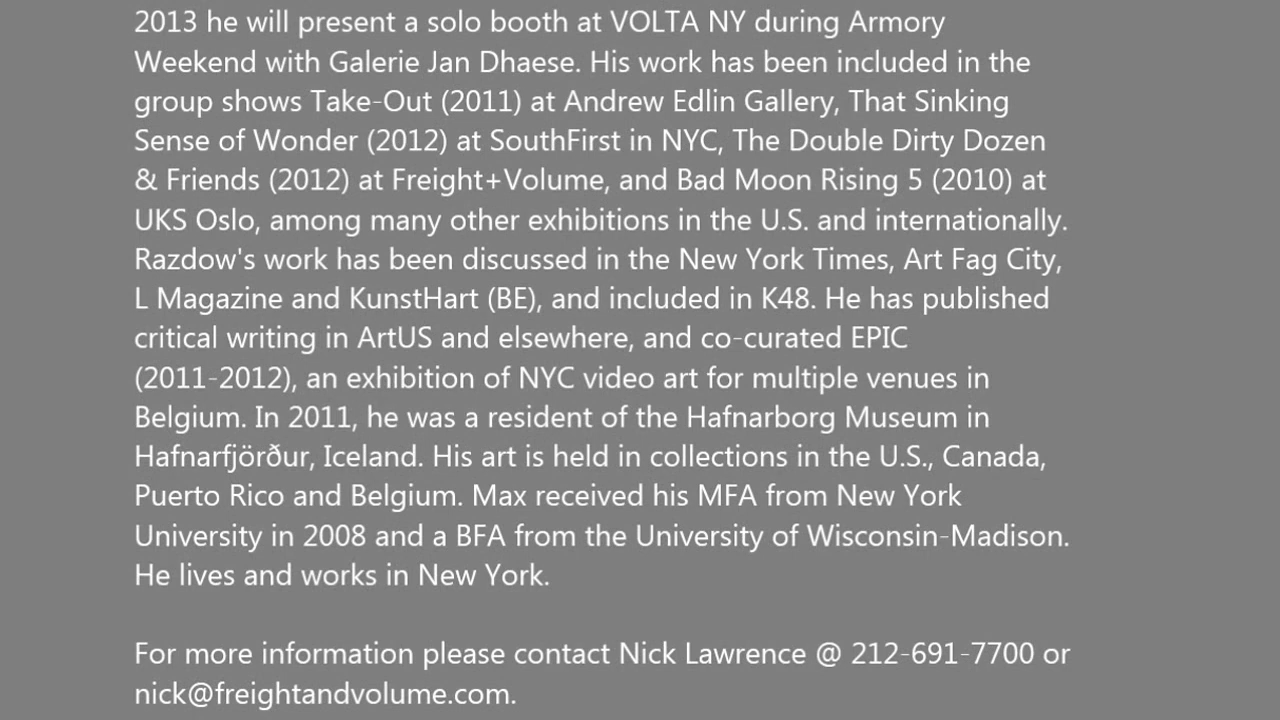 2013 he will present a solo booth at VOLTA NY during Armory
Weekend with Galerie Jan Dhaese. His work has been included in the
group shows Take-Out (2011) at Andrew Edlin Gallery, That Sinking
Sense of Wonder (2012) at SouthFirst in NYC, The Double Dirty Dozen
& Friends (2012) at Freight+Volume, and Bad Moon Rising 5 (2010) at
UKS Oslo, among many other exhibitions in the U.S. and internationally.
Razdow's work has been discussed in the New York Times, Art Fag City,
L Magazine and KunstHart (BE), and included in K48. He has published
critical writing in ArtUS and elsewhere, and co-curated EPIC
(2011-2012), an exhibition of NYC video art for multiple venues in
Belgium. In 2011, he was a resident of the Hafnarborg Museum in
Hafnarfjörður, Iceland. His art is held in collections in the U.S., Canada,
Puerto Rico and Belgium. Max received his MFA from New York
University in 2008 and a BFA from the University of Wisconsin-Madison.
He lives and works in New York.
For more information please contact Nick Lawrence @ 212-691-7700 or
nick@freightandvolume.com.